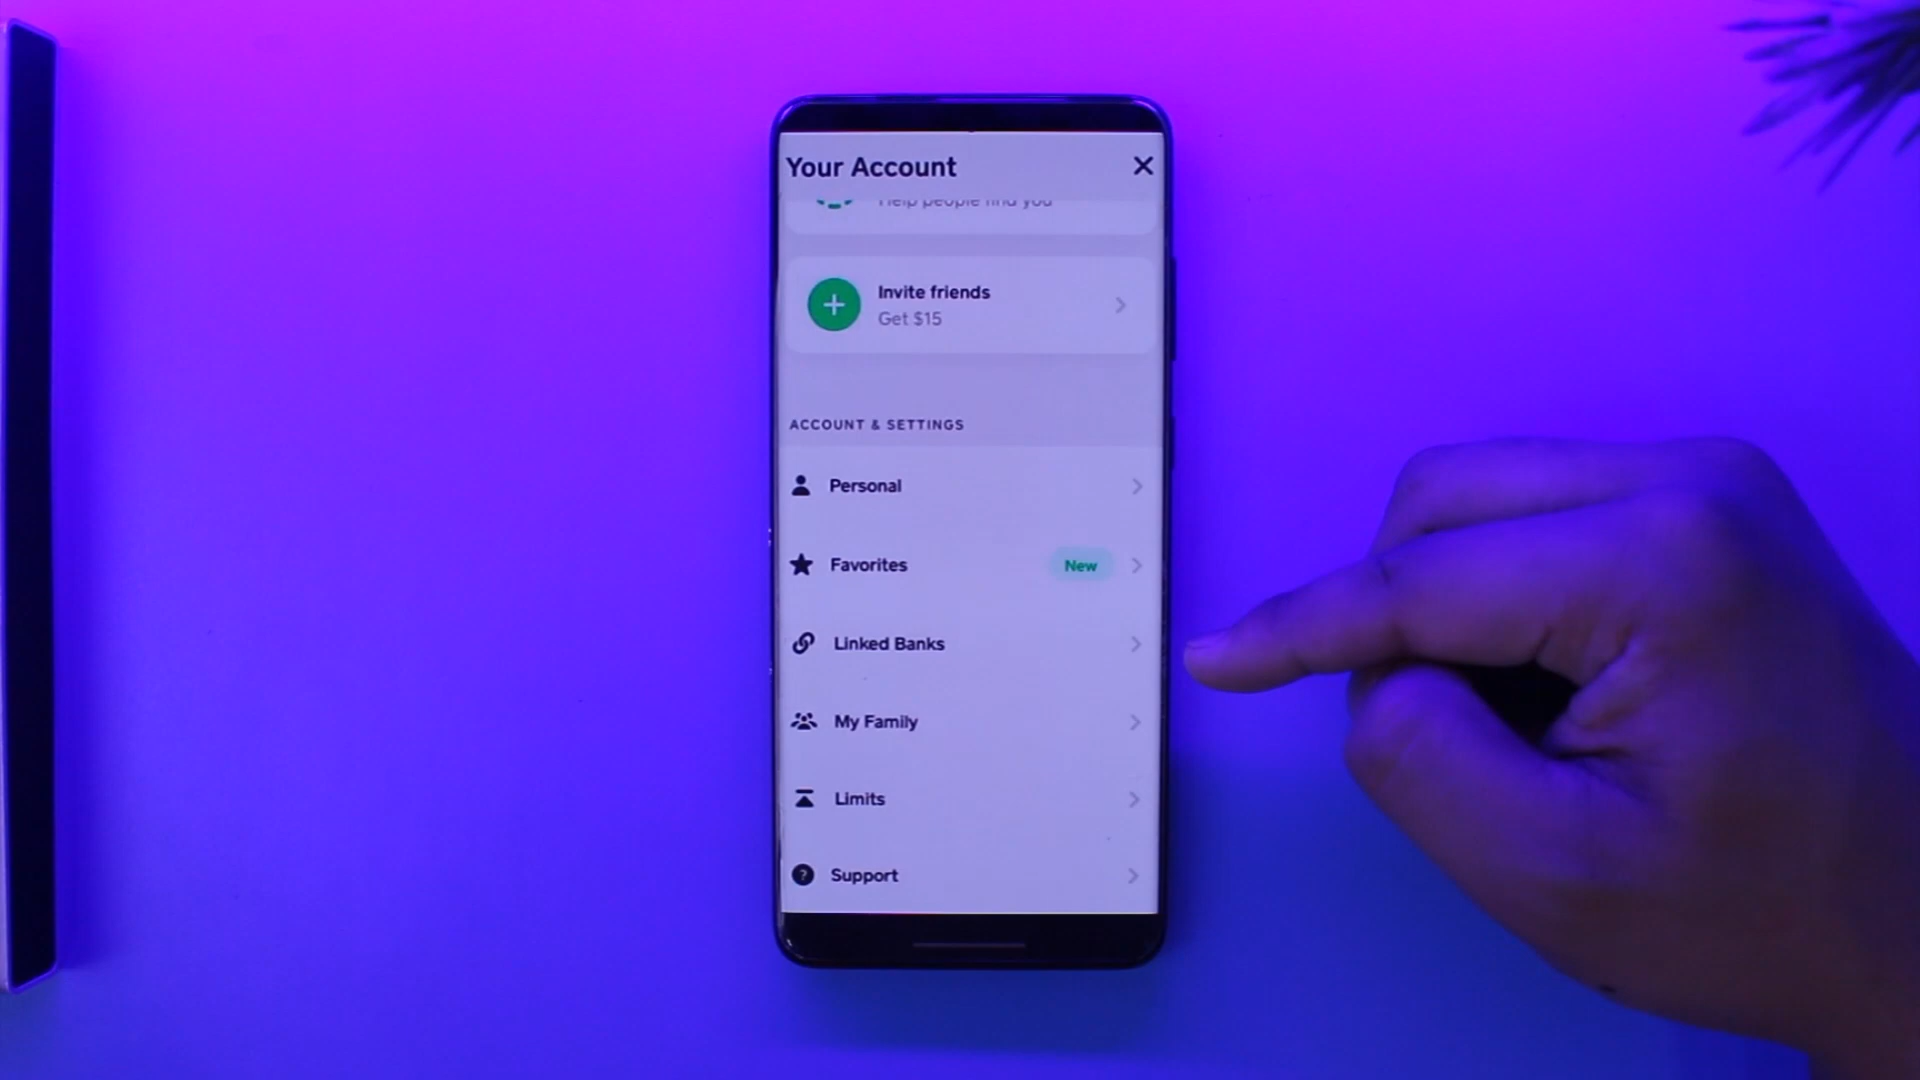 Your Account
Help people find you
Invite friends
Get $15
ACCOUNT & SETTINGS
Personal
Favorites
New
Linked Banks
My Family
Limits
Support